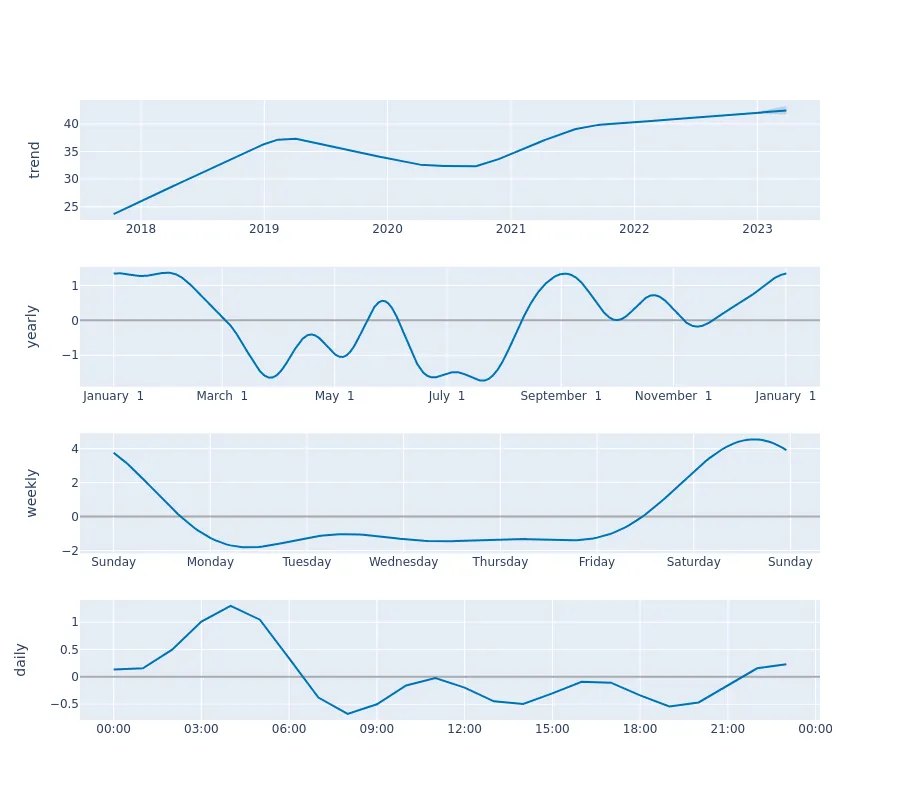 40
35
30
25
trend
2018 2019 2020 2021 2022 2023
1
0
−1
yearly
January 1 March 1 May 1 July 1 September 1 November 1 January 1
4
2
0
−2
weekly
Sunday Monday Tuesday Wednesday Thursday Friday Saturday Sunday
1
0.5
0
−0.5
daily
00:00 03:00 06:00 09:00 12:00 15:00 18:00 21:00 00:00